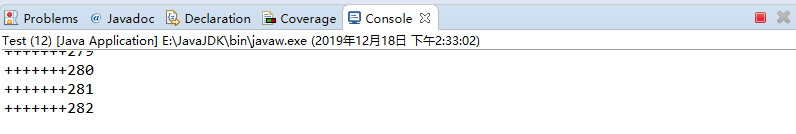 Problems @ Javadoc Declaration Coverage Console
Test (12) [Java Application] E:\JavaJDK\bin\javaw.exe (2019年12月18日 下午2:33:02)
+++++++279
+++++++280
+++++++281
+++++++282